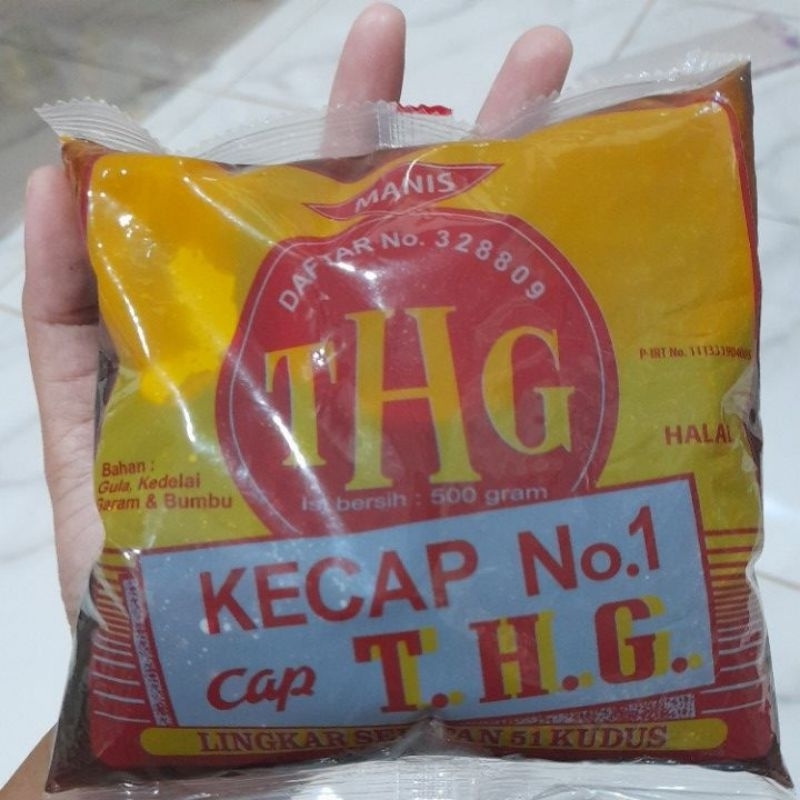 MANIS
DAFTAR No. 328809
THG
P-IRT No.
HALAL
Bahan :
Gula, Kedelai
Garam & Bumbu
Isi bersih : 500 gram
KECAP No.1
cap T.H.G.
LINGKAR SELATAN 51 KUDUS